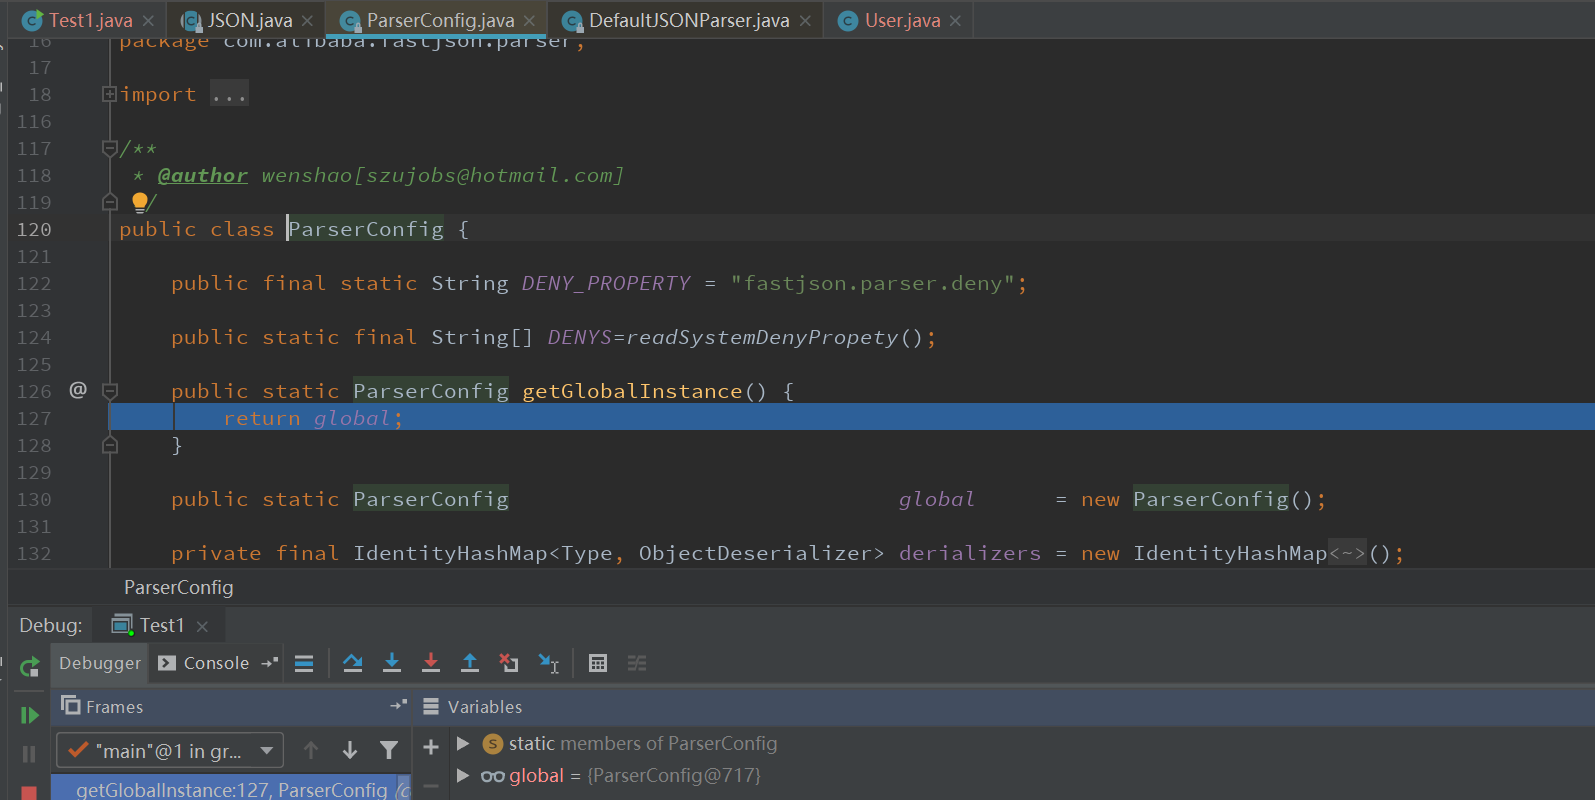 Test1.java JSON.java ParserConfig.java DefaultJSONParser.java User.java
16 package com.alibaba.fastjson.parser;
17
18 import ...
116
117 /**
118 * @author wenshao[szujobs@hotmail.com]
119 */
120 public class ParserConfig {
121
122 public final static String DENY_PROPERTY = "fastjson.parser.deny";
123
124 public static final String[] DENYS=readSystemDenyPropety();
125
126 @ public static ParserConfig getGlobalInstance() {
127 return global;
128 }
129
130 public static ParserConfig global = new ParserConfig();
131
132 private final IdentityHashMap<Type, ObjectDeserializer> derializers = new IdentityHashMap<~>();
ParserConfig
Debug: Test1
Debugger Console
Frames Variables
"main"@1 in gr...
static members of ParserConfig
global = {ParserConfig@717}
getGlobalInstance:127, ParserConfig (c